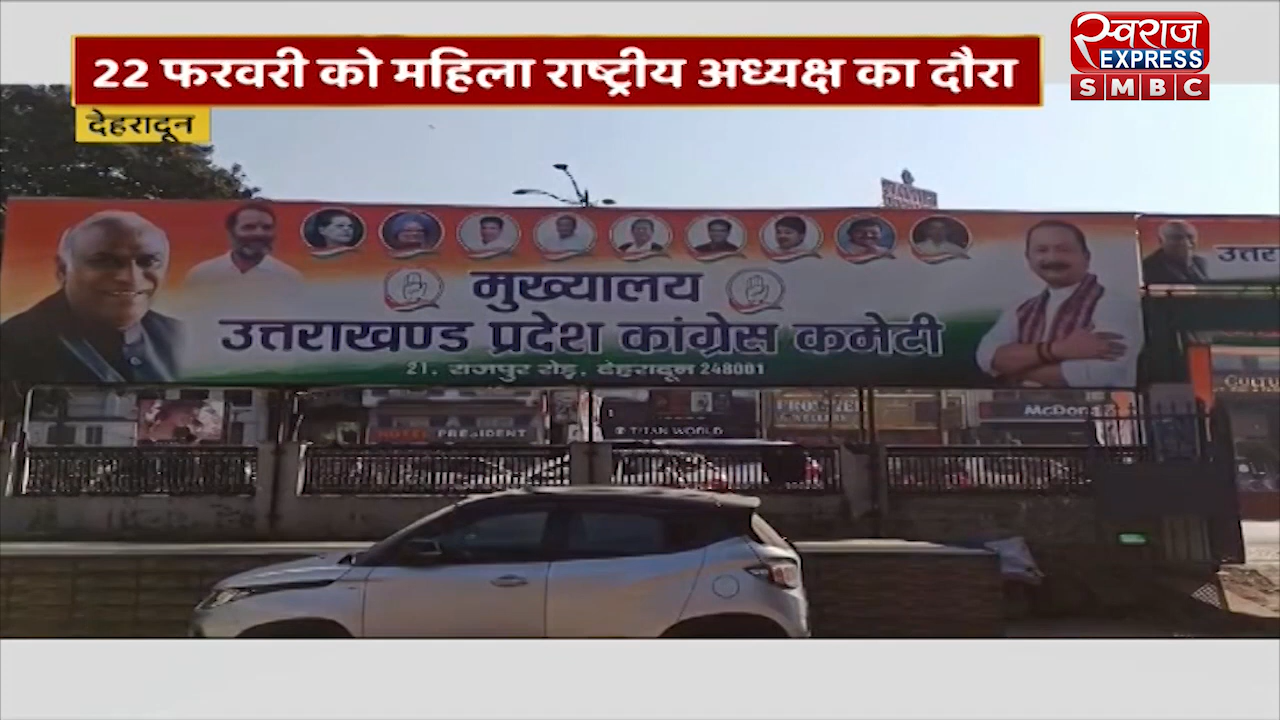 22 फरवरी को महिला राष्ट्रीय अध्यक्ष का दौरा
स्वराज
EXPRESS
SMBC
देहरादून
मुख्यालय
उत्तराखण्ड प्रदेश कांग्रेस कमेटी
21, राजपुर रोड़, देहरादून 248001
उत्तर
HOTEL PRESIDENT
TITAN WORLD
McDon